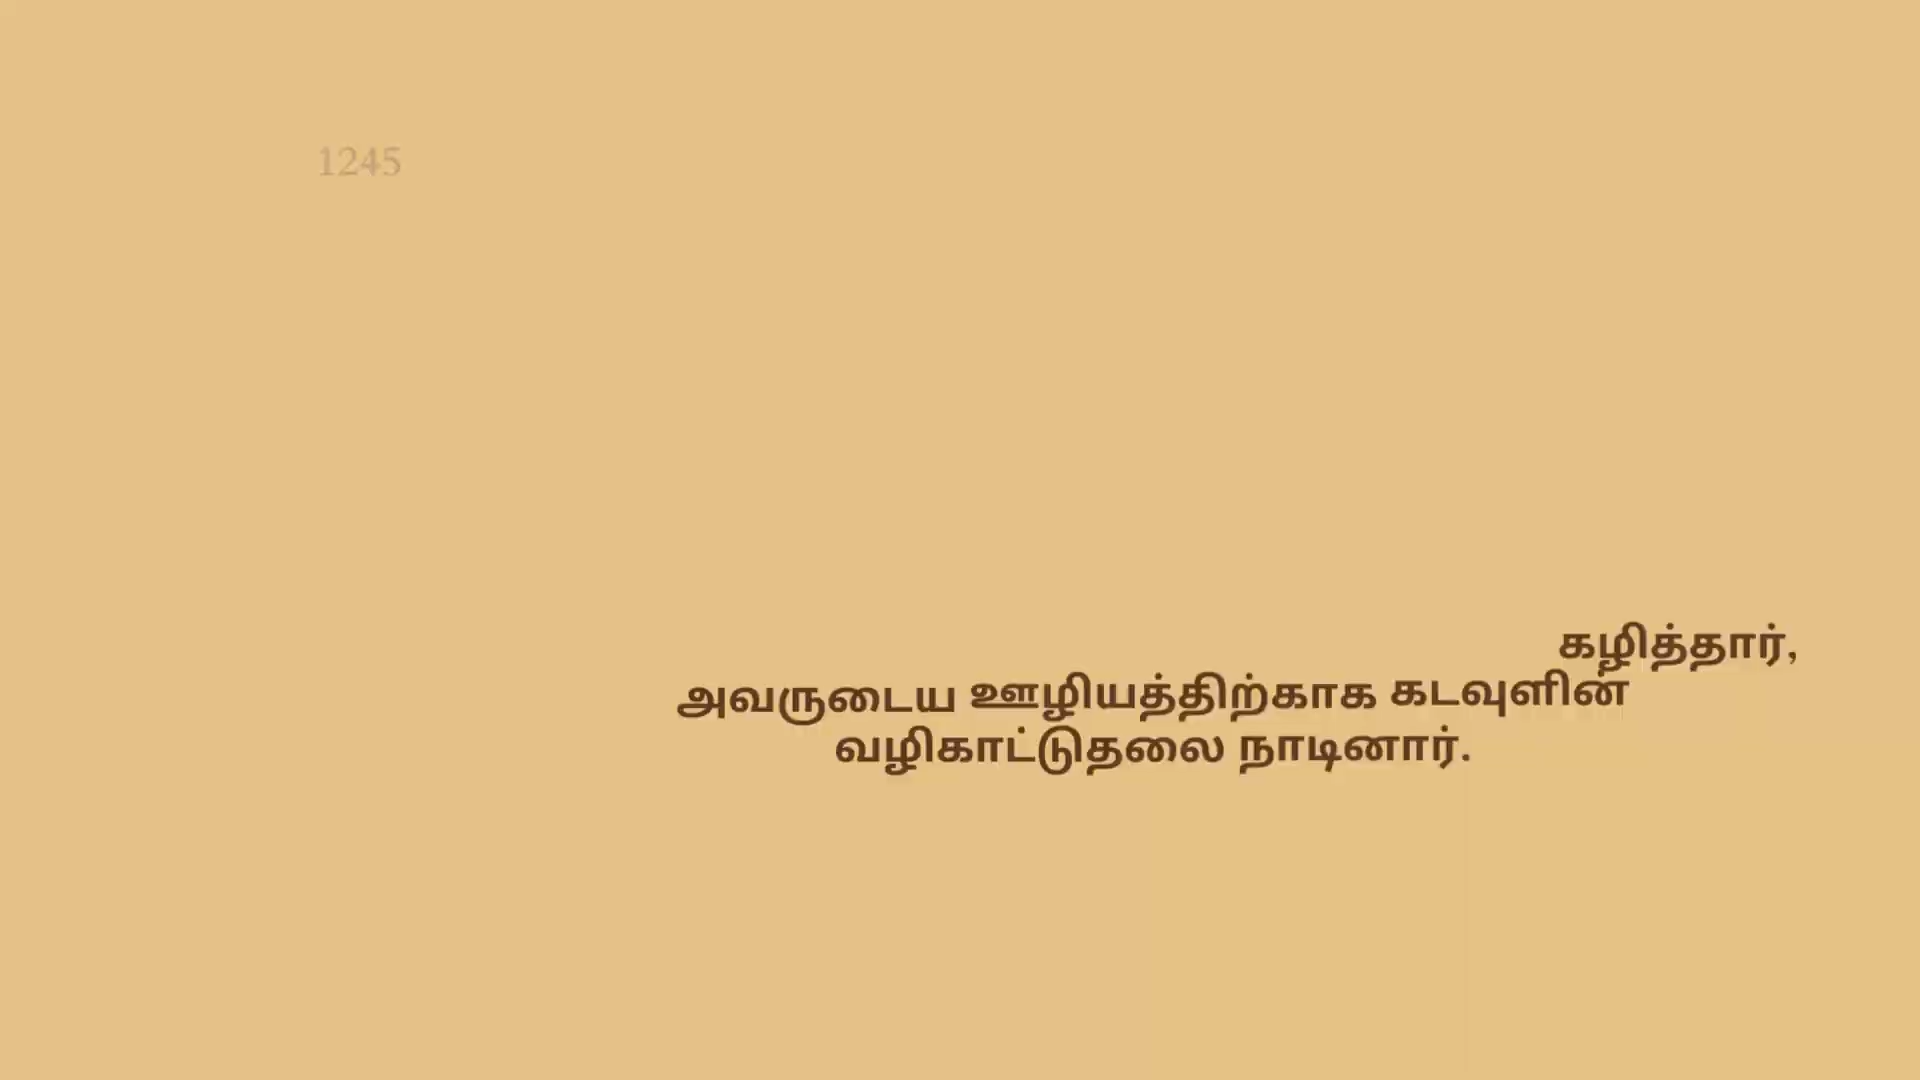 1245
கழித்தார்,
அவருடைய ஊழியத்திற்காக கடவுளின்
வழிகாட்டுதலை நாடினார்.